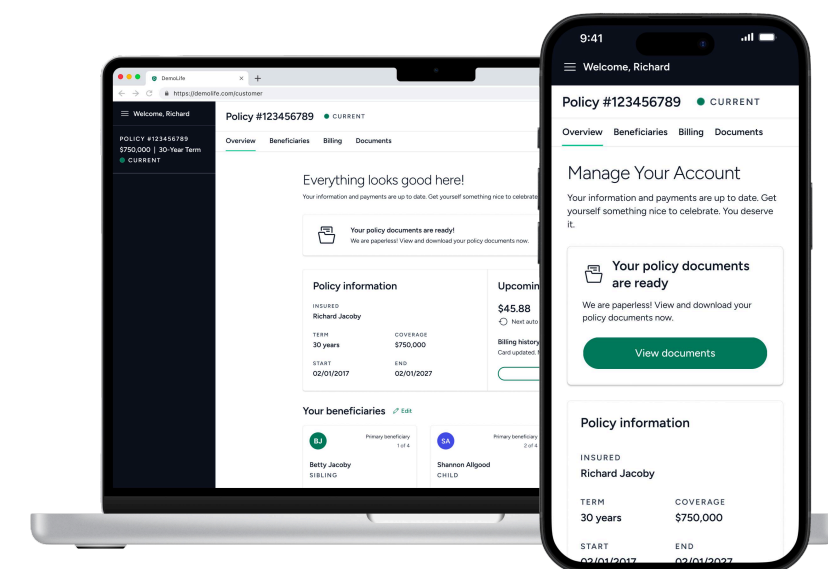 DemoLife
https://demolife.com/customer
Welcome, Richard
POLICY #123456789
$750,000 | 30-Year Term
CURRENT
Policy #123456789 CURRENT
Overview Beneficiaries Billing Documents
Everything looks good here!
Your information and payments are up to date. Get yourself something nice to celebrate
Your policy documents are ready!
We are paperless! View and download your policy documents now.
Policy information
INSURED
Richard Jacoby
TERM COVERAGE
30 years $750,000
START END
02/01/2017 02/01/2027
Upcomin
$45.88
Next auto
Billing history
Card updated.
Your beneficiaries Edit
BJ
Primary beneficiary
1 of 4
Betty Jacoby
SIBLING
SA
Primary beneficiary
2 of 4
Shannon Allgood
CHILD
9:41
Welcome, Richard
Policy #123456789 CURRENT
Overview Beneficiaries Billing Documents
Manage Your Account
Your information and payments are up to date. Get
yourself something nice to celebrate. You deserve
it.
Your policy documents
are ready
We are paperless! View and download your
policy documents now.
View documents
Policy information
INSURED
Richard Jacoby
TERM COVERAGE
30 years $750,000
START END
02/01/2017 02/01/2027